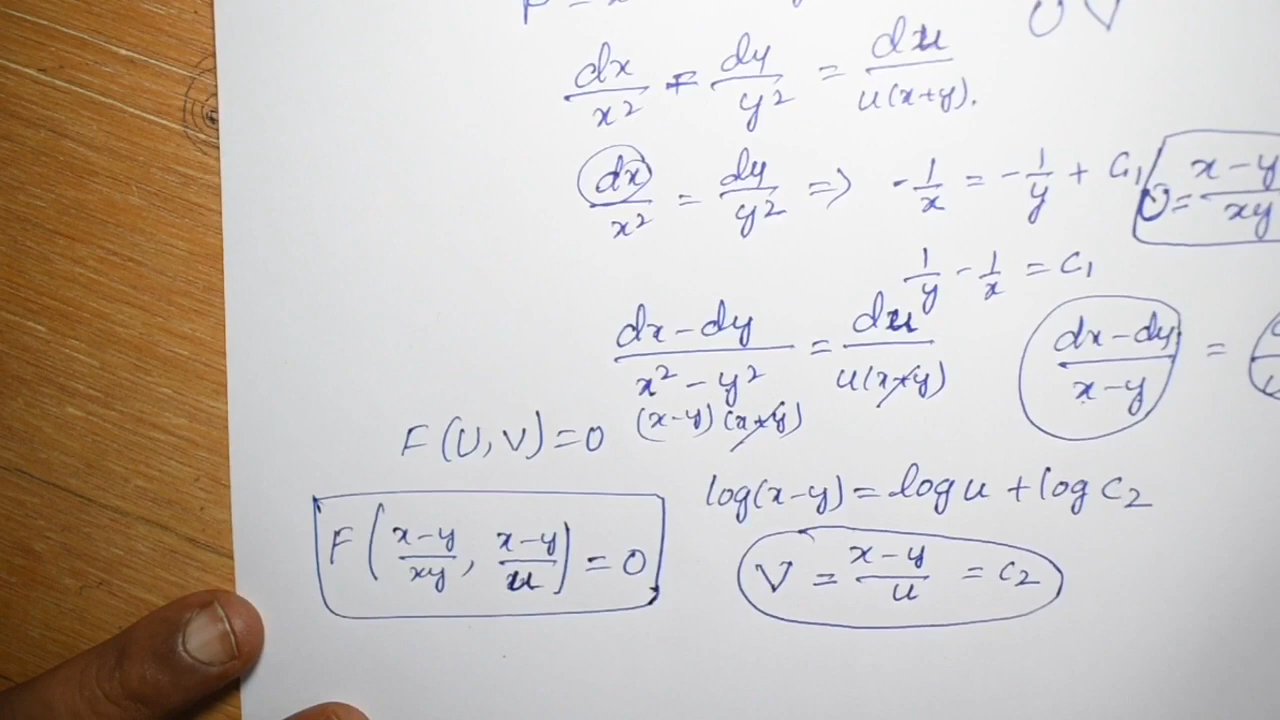 U V
dx/x² = dy/y² = du/u(x+y).
dx/x² = dy/y² => -1/x = -1/y + C₁
U = x-y/xy
1/y - 1/x = C₁
dx-dy/x²-y² = du/u(x+y)
(x-y)(x+y)
dx-dy/x-y =
F(U,V)=0
log(x-y) = log u + log C₂
F(x-y/xy, x-y/u) = 0
V = x-y/u = C₂